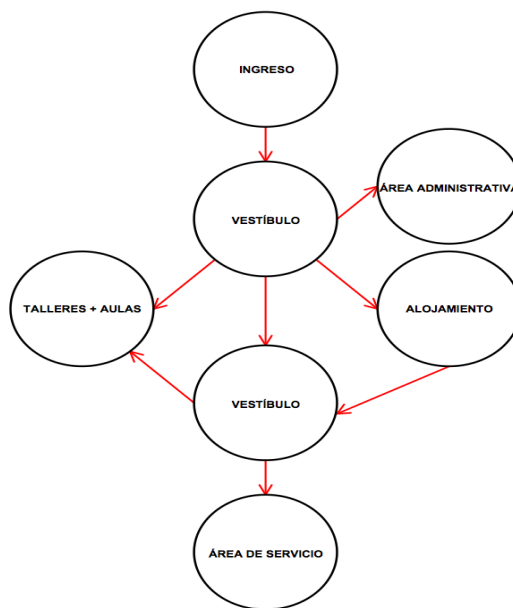 INGRESO
ÁREA ADMINISTRATIVA
VESTÍBULO
TALLERES + AULAS
ALOJAMIENTO
VESTÍBULO
ÁREA DE SERVICIO